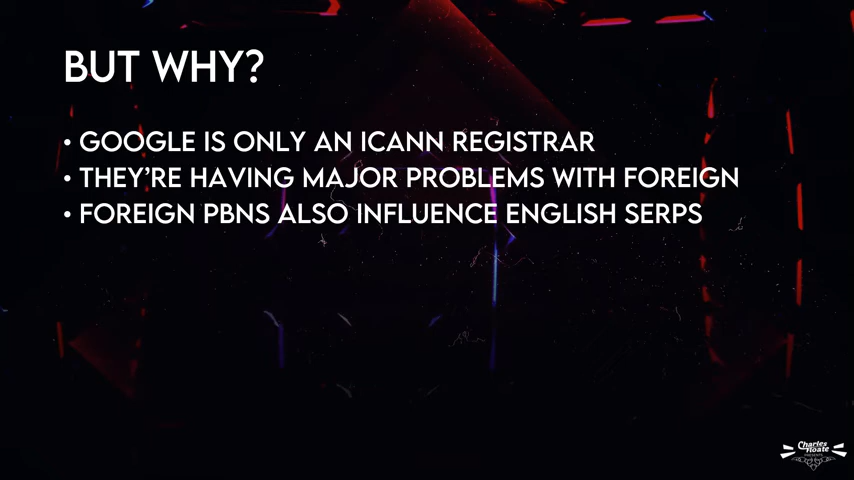 BUT WHY?
• GOOGLE IS ONLY AN ICANN REGISTRAR
• THEY'RE HAVING MAJOR PROBLEMS WITH FOREIGN
• FOREIGN PBNS ALSO INFLUENCE ENGLISH SERPS
Charles
Floate
PRESENTS